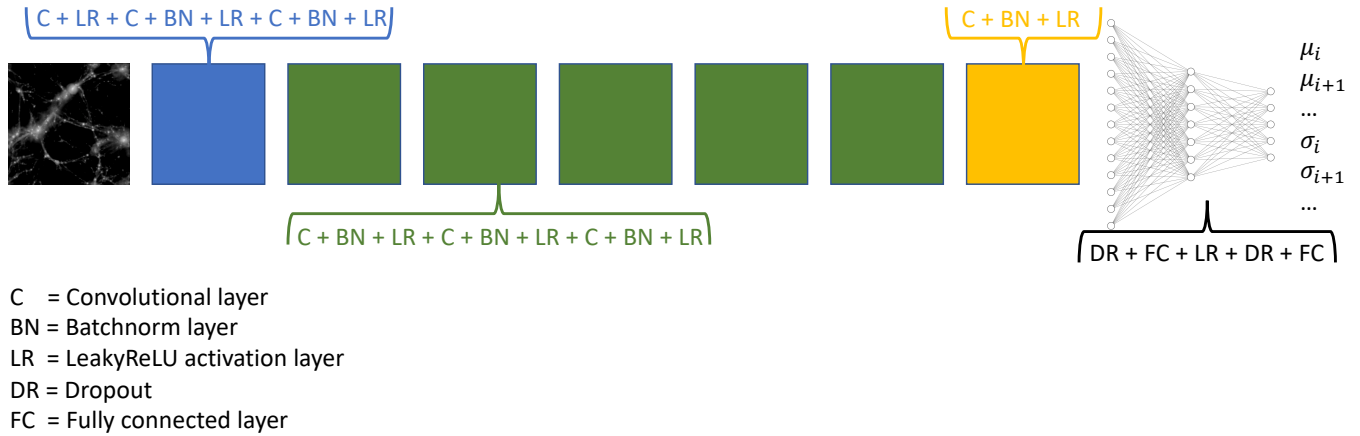 C + LR + C + BN + LR + C + BN + LR
C + BN + LR
μ_i
μ_{i+1}
...
σ_i
σ_{i+1}
...
C + BN + LR + C + BN + LR + C + BN + LR
DR + FC + LR + DR + FC
C = Convolutional layer
BN = Batchnorm layer
LR = LeakyReLU activation layer
DR = Dropout
FC = Fully connected layer